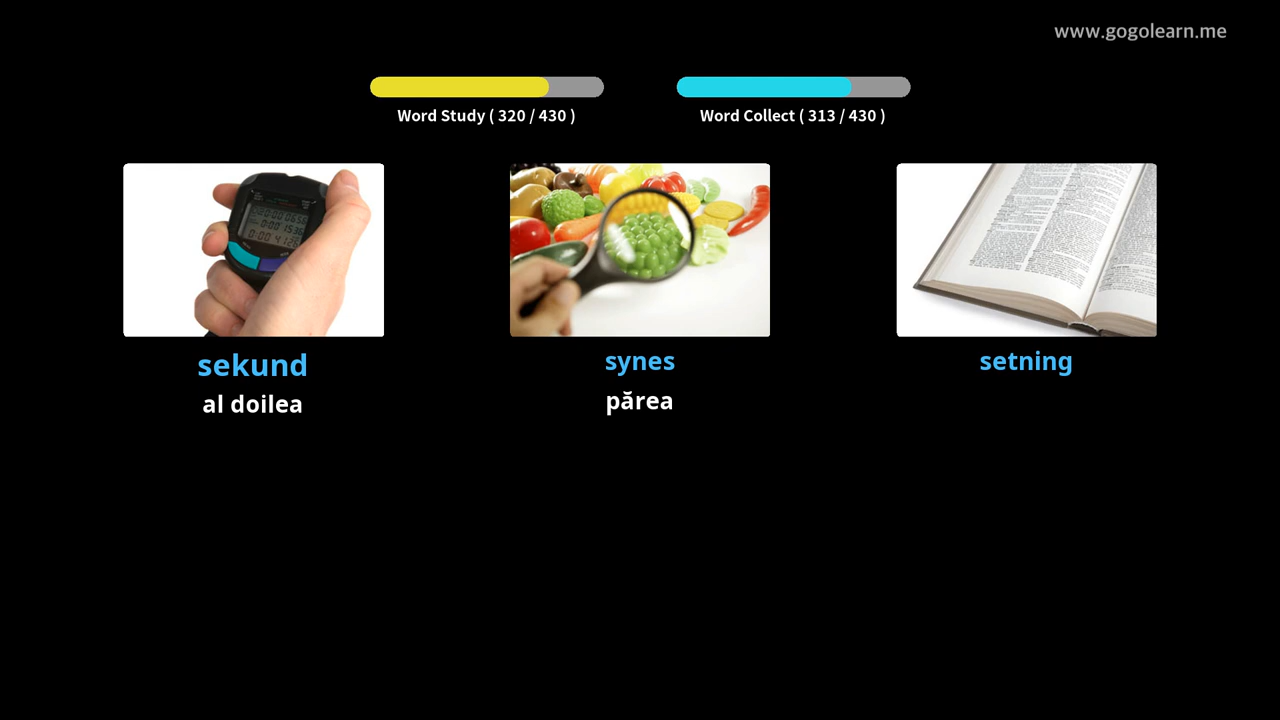 www.gogolearn.me
Word Study ( 320 / 430 )
Word Collect ( 313 / 430 )
sekund
al doilea
synes
părea
setning